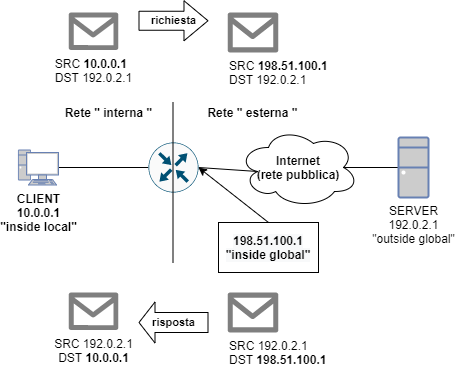 richiesta
SRC 10.0.0.1
DST 192.0.2.1
SRC 198.51.100.1
DST 192.0.2.1
Rete " interna "
Rete " esterna "
Internet
(rete pubblica)
CLIENT
10.0.0.1
"inside local"
SERVER
192.0.2.1
"outside global"
198.51.100.1
"inside global"
risposta
SRC 192.0.2.1
DST 10.0.0.1
SRC 192.0.2.1
DST 198.51.100.1